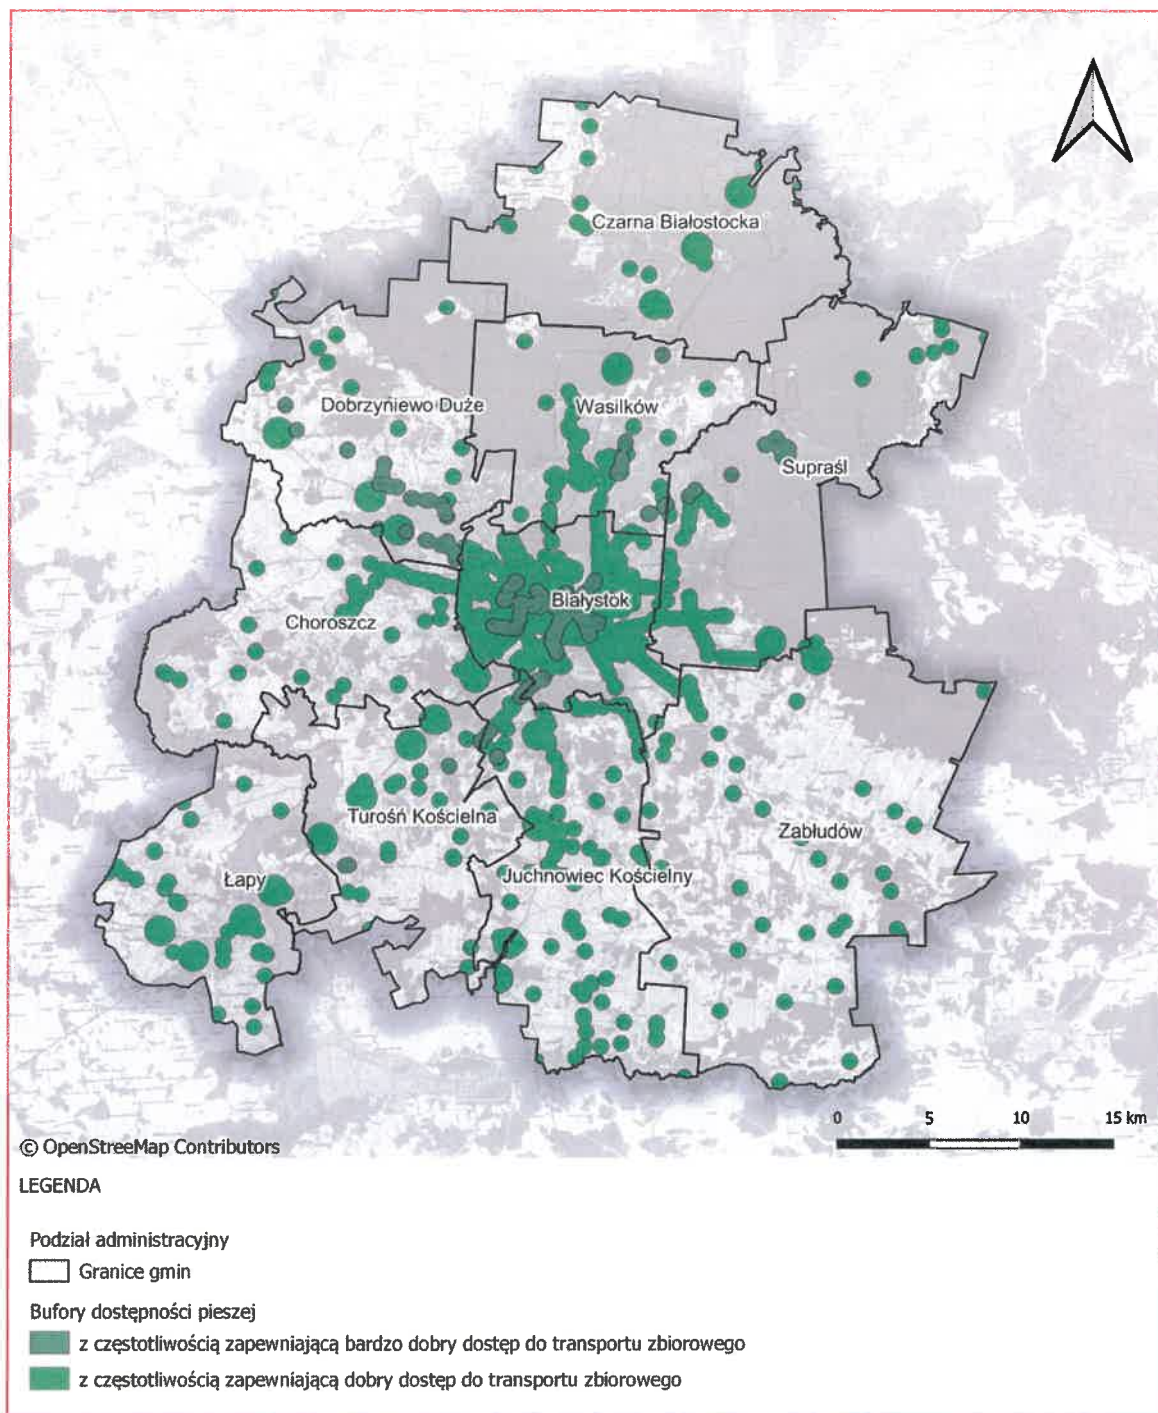 Czarna Białostocka
Dobrzyniewo Duże
Wasilków
Supraśl
Białystok
Choroszcz
Turośń Kościelna
Zabłudów
Juchnowiec Kościelny
Łapy
0 5 10 15 km
© OpenStreeMap Contributors
LEGENDA
Podział administracyjny
Granice gmin
Bufory dostępności pieszej
z częstotliwością zapewniającą bardzo dobry dostęp do transportu zbiorowego
z częstotliwością zapewniającą dobry dostęp do transportu zbiorowego